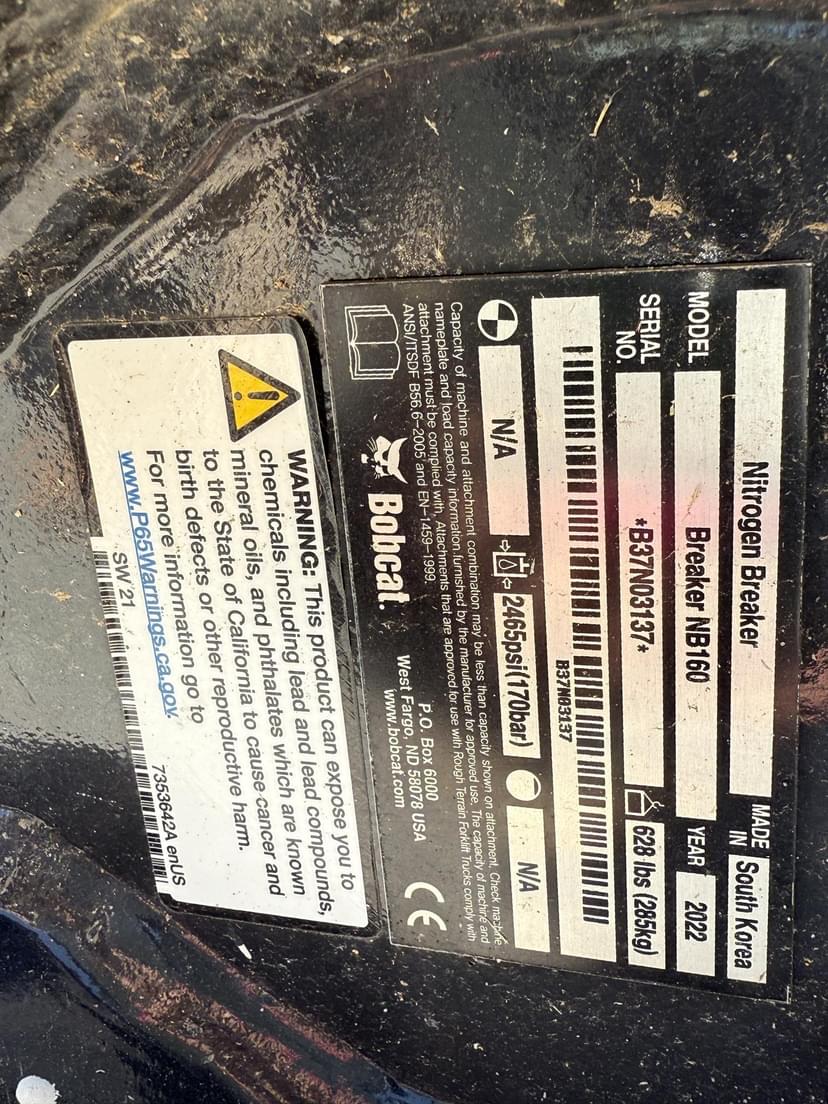 Nitrogen Breaker
MADE IN South Korea
MODEL Breaker NB160 YEAR 2022
SERIAL NO. *B37N03137* 628 lbs (285kg)
B37N03137
N/A 2465psi(170bar) N/A
Capacity of machine and attachment combination may be less than capacity shown on attachment. Check machine
nameplate and load capacity information furnished by the manufacturer for approved use. The capacity of machine and
attachment must be complied with. Attachments that are approved for use with Rough Terrain Forklift Trucks comply with
ANSI/ITSDF B56.6-2005 and EN-1459-1999.
Bobcat.
P.O. Box 6000
West Fargo, ND 58078 USA
www.bobcat.com
CE
WARNING: This product can expose you to
chemicals including lead and lead compounds,
mineral oils, and phthalates which are known
to the State of California to cause cancer and
birth defects or other reproductive harm.
For more information go to
www.P65Warnings.ca.gov.
SW 21
7353642A enUS